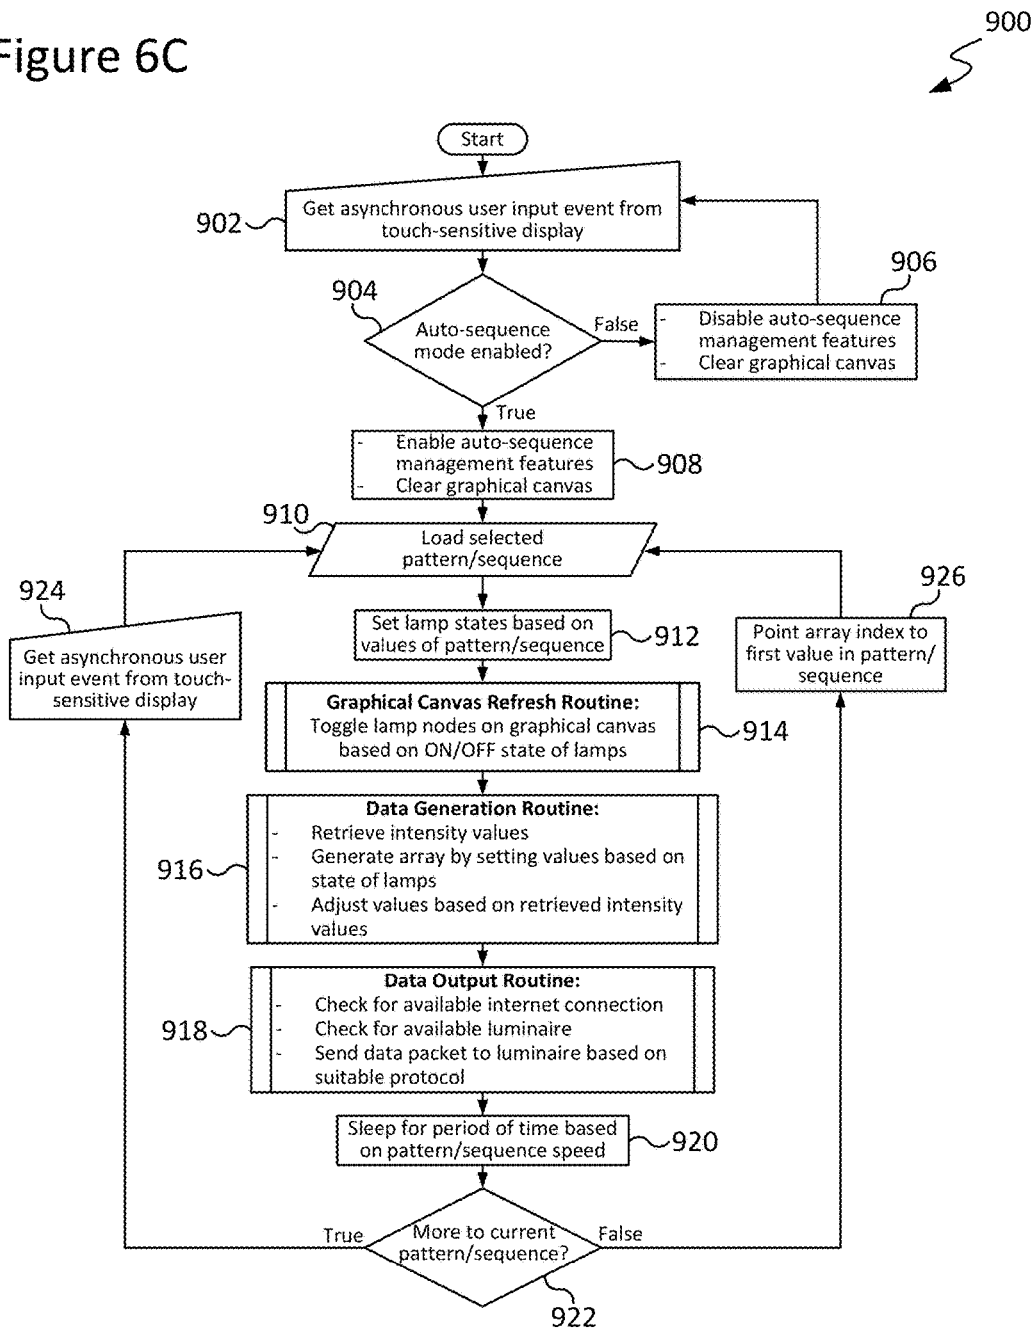 Figure 6C
900
Start
902
Get asynchronous user input event from
touch-sensitive display
904
Auto-sequence
mode enabled?
False
906
- Disable auto-sequence
management features
- Clear graphical canvas
True
- Enable auto-sequence
management features
- Clear graphical canvas
908
910
Load selected
pattern/sequence
924
Get asynchronous user
input event from touch-
sensitive display
926
Point array index to
first value in pattern/
sequence
Set lamp states based on
values of pattern/sequence
912
Graphical Canvas Refresh Routine:
Toggle lamp nodes on graphical canvas
based on ON/OFF state of lamps
914
Data Generation Routine:
- Retrieve intensity values
- Generate array by setting values based on
state of lamps
- Adjust values based on retrieved intensity
values
916
Data Output Routine:
- Check for available internet connection
- Check for available luminaire
- Send data packet to luminaire based on
suitable protocol
918
Sleep for period of time based
on pattern/sequence speed
920
True
More to current
pattern/sequence?
False
922